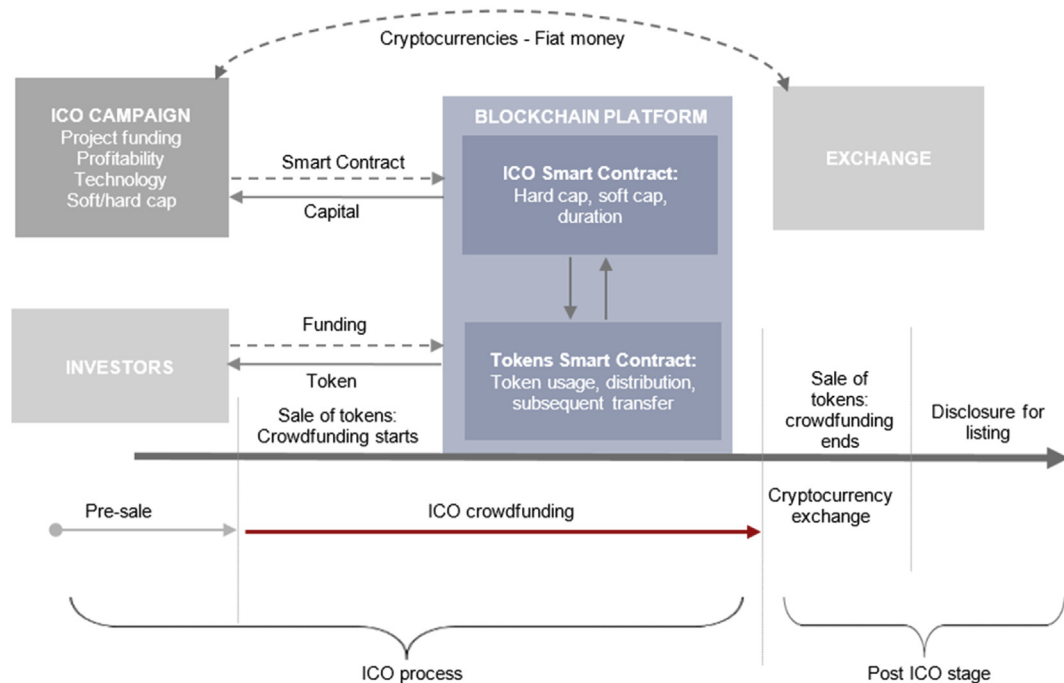 Cryptocurrencies - Fiat money
ICO CAMPAIGN
Project funding
Profitability
Technology
Soft/hard cap
Smart Contract
Capital
BLOCKCHAIN PLATFORM
ICO Smart Contract:
Hard cap, soft cap,
duration
EXCHANGE
INVESTORS
Funding
Token
Tokens Smart Contract:
Token usage, distribution,
subsequent transfer
Sale of tokens:
Crowdfunding starts
Sale of
tokens:
crowdfunding
ends
Disclosure for
listing
Pre-sale
ICO crowdfunding
Cryptocurrency
exchange
ICO process
Post ICO stage